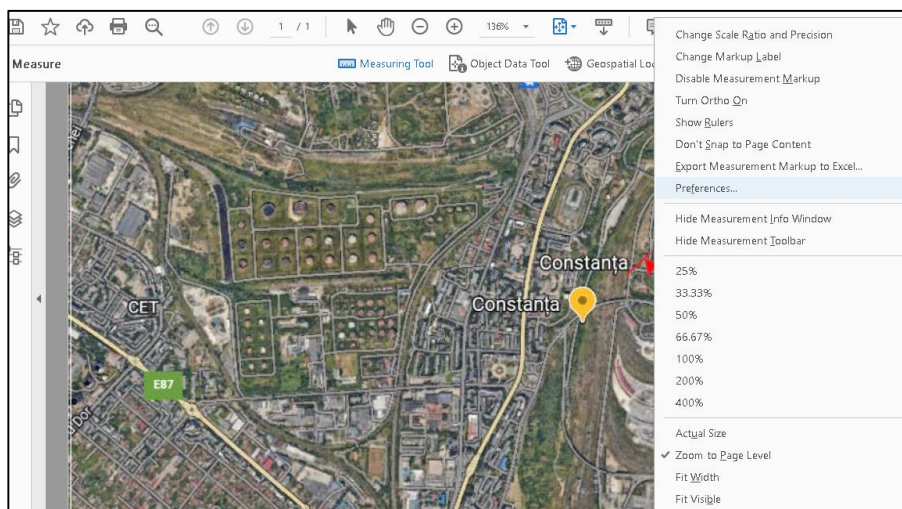 1 / 1
136%
Measure
Measuring Tool
Object Data Tool
Geospatial Loc
Constanța
Constanța
CET
E87
d'Dor
Change Scale Ratio and Precision
Change Markup Label
Disable Measurement Markup
Turn Ortho On
Show Rulers
Don't Snap to Page Content
Export Measurement Markup to Excel...
Preferences...
Hide Measurement Info Window
Hide Measurement Toolbar
25%
33.33%
50%
66.67%
100%
200%
400%
Actual Size
Zoom to Page Level
Fit Width
Fit Visible